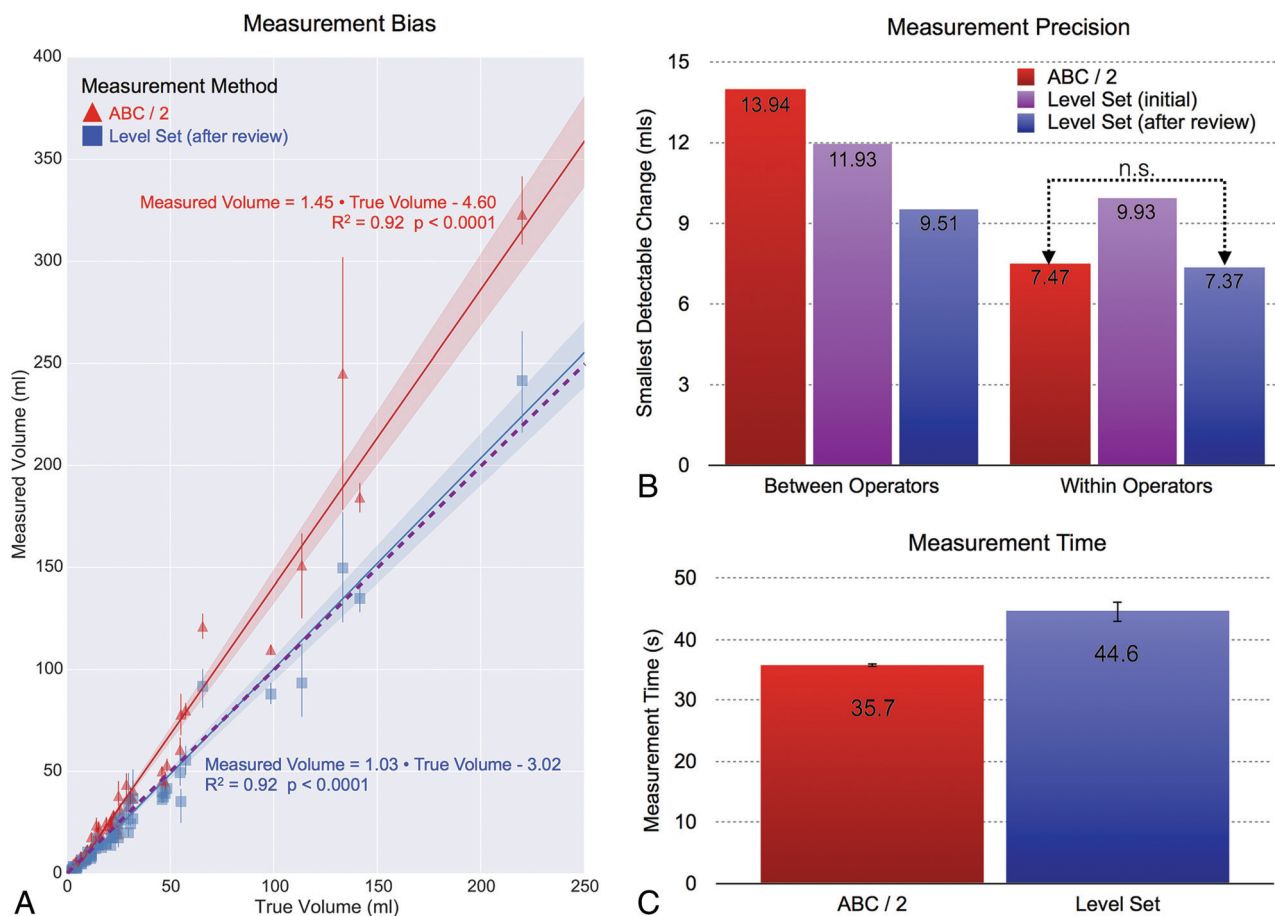 Measurement Bias
400
350
300
250
200
150
100
50
0
Measured Volume (ml)
Measurement Method
ABC / 2
Level Set (after review)
Measured Volume = 1.45 • True Volume - 4.60
R² = 0.92 p < 0.0001
Measured Volume = 1.03 • True Volume - 3.02
R² = 0.92 p < 0.0001
0 50 100 150 200 250
True Volume (ml)
A
Measurement Precision
15
12
9
6
3
0
Smallest Detectable Change (mls)
ABC / 2
Level Set (initial)
Level Set (after review)
13.94
11.93
9.51
n.s.
7.47
9.93
7.37
Between Operators Within Operators
B
Measurement Time
50
40
30
20
10
0
Measurement Time (s)
35.7
44.6
ABC / 2 Level Set
C